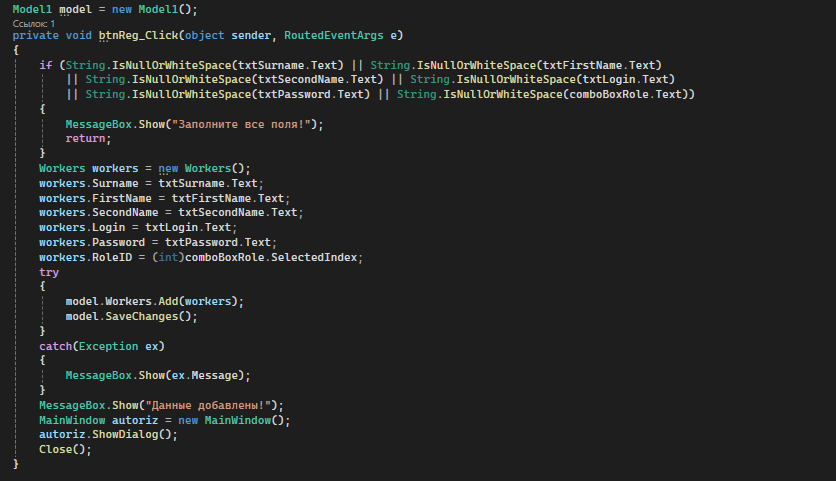 Model1 model = new Model1();
Ссылок: 1
private void btnReg_Click(object sender, RoutedEventArgs e)
{
if (String.IsNullOrWhiteSpace(txtSurname.Text) || String.IsNullOrWhiteSpace(txtFirstName.Text)
|| String.IsNullOrWhiteSpace(txtSecondName.Text) || String.IsNullOrWhiteSpace(txtLogin.Text)
|| String.IsNullOrWhiteSpace(txtPassword.Text) || String.IsNullOrWhiteSpace(comboBoxRole.Text))
{
MessageBox.Show("Заполните все поля!");
return;
}
Workers workers = new Workers();
workers.Surname = txtSurname.Text;
workers.FirstName = txtFirstName.Text;
workers.SecondName = txtSecondName.Text;
workers.Login = txtLogin.Text;
workers.Password = txtPassword.Text;
workers.RoleID = (int)comboBoxRole.SelectedIndex;
try
{
model.Workers.Add(workers);
model.SaveChanges();
}
catch(Exception ex)
{
MessageBox.Show(ex.Message);
}
MessageBox.Show("Данные добавлены!");
MainWindow autoriz = new MainWindow();
autoriz.ShowDialog();
Close();
}